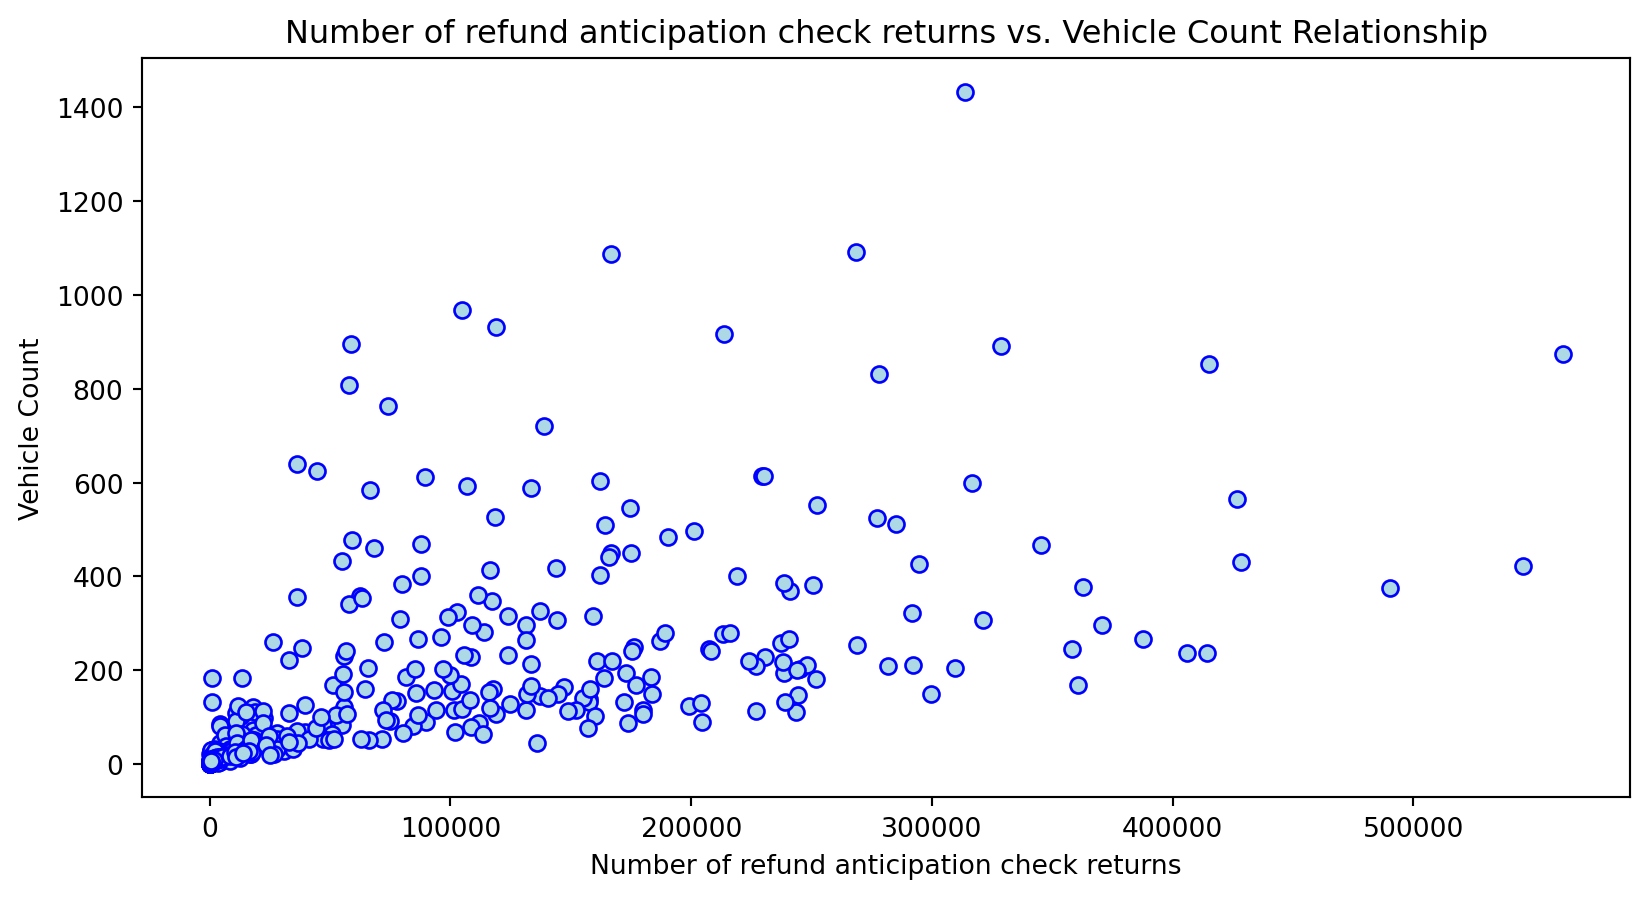 Number of refund anticipation check returns vs. Vehicle Count Relationship
1400
1200
1000
800
600
400
200
0
Vehicle Count
0 100000 200000 300000 400000 500000
Number of refund anticipation check returns